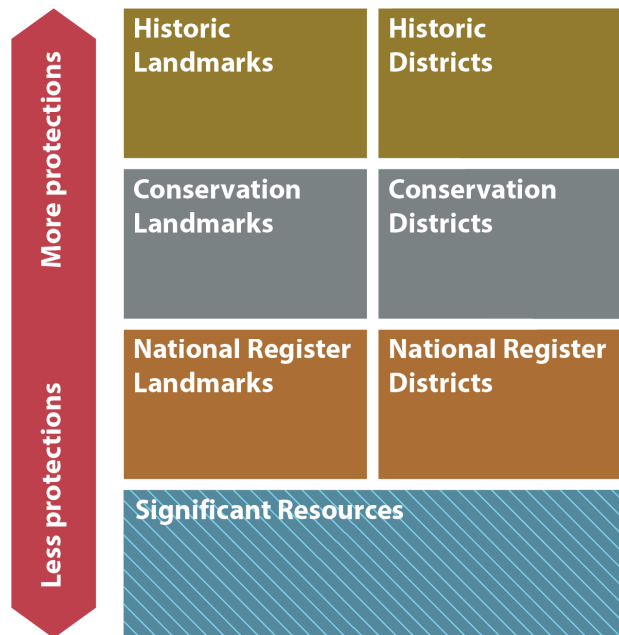 More protections
Less protections
Historic
Landmarks
Historic
Districts
Conservation
Landmarks
Conservation
Districts
National Register
Landmarks
National Register
Districts
Significant Resources